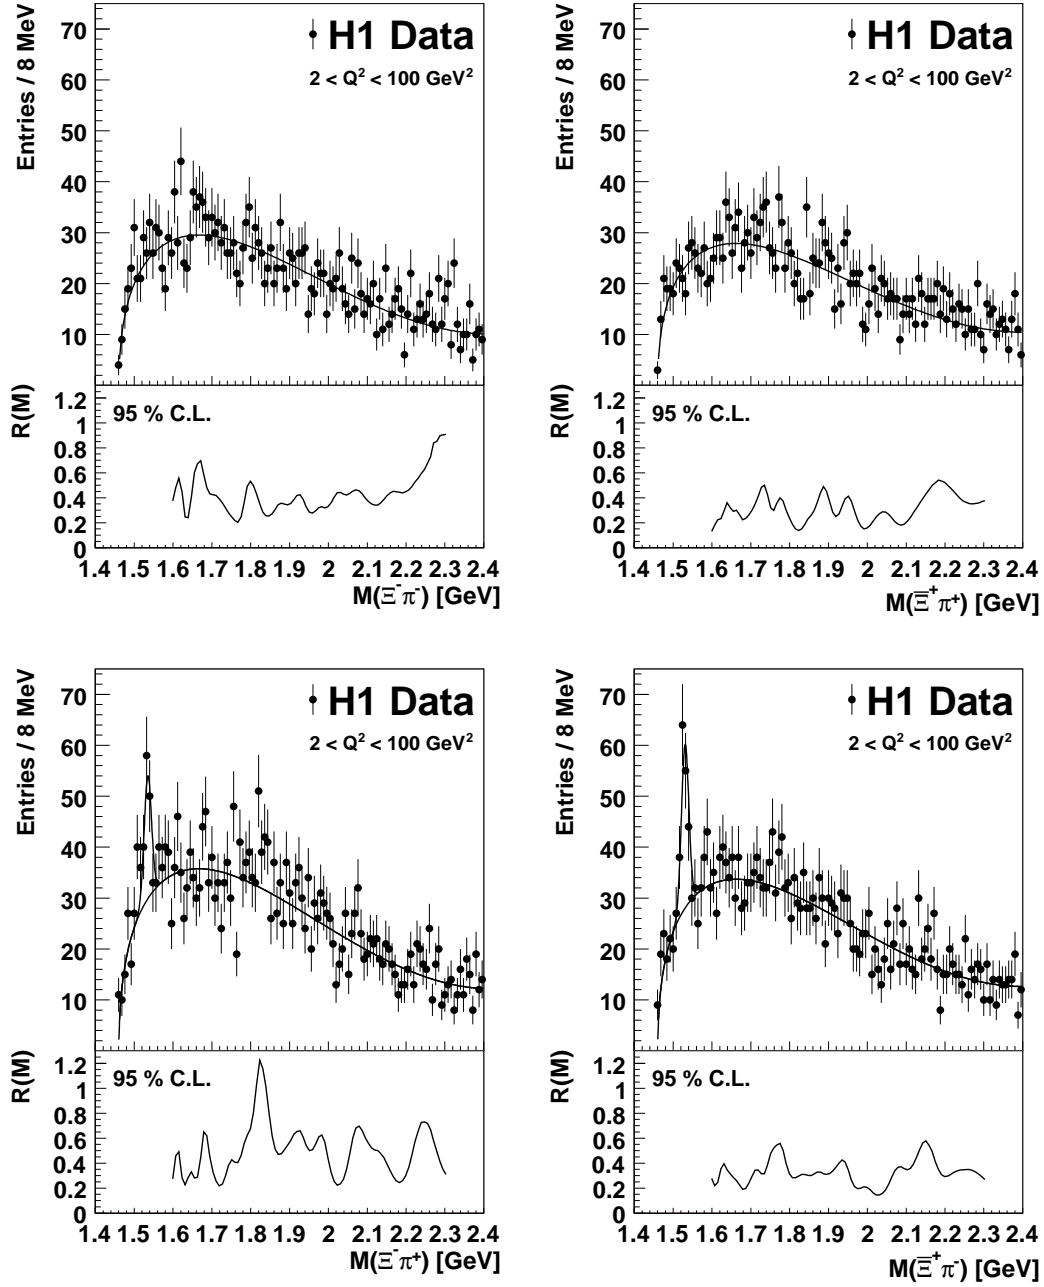 Entries / 8 MeV
70
60
50
40
30
20
10
H1 Data
2 < Q² < 100 GeV²
R(M)
1.2
1
0.8
0.6
0.4
0.2
0
95 % C.L.
1.4 1.5 1.6 1.7 1.8 1.9 2 2.1 2.2 2.3 2.4
M(Ξ⁻π⁻) [GeV]
Entries / 8 MeV
70
60
50
40
30
20
10
H1 Data
2 < Q² < 100 GeV²
R(M)
1.2
1
0.8
0.6
0.4
0.2
0
95 % C.L.
1.4 1.5 1.6 1.7 1.8 1.9 2 2.1 2.2 2.3 2.4
M(Ξ̄⁺π⁺) [GeV]
Entries / 8 MeV
70
60
50
40
30
20
10
H1 Data
2 < Q² < 100 GeV²
R(M)
1.2
1
0.8
0.6
0.4
0.2
0
95 % C.L.
1.4 1.5 1.6 1.7 1.8 1.9 2 2.1 2.2 2.3 2.4
M(Ξ⁻π⁺) [GeV]
Entries / 8 MeV
70
60
50
40
30
20
10
H1 Data
2 < Q² < 100 GeV²
R(M)
1.2
1
0.8
0.6
0.4
0.2
0
95 % C.L.
1.4 1.5 1.6 1.7 1.8 1.9 2 2.1 2.2 2.3 2.4
M(Ξ̄⁺π⁻) [GeV]